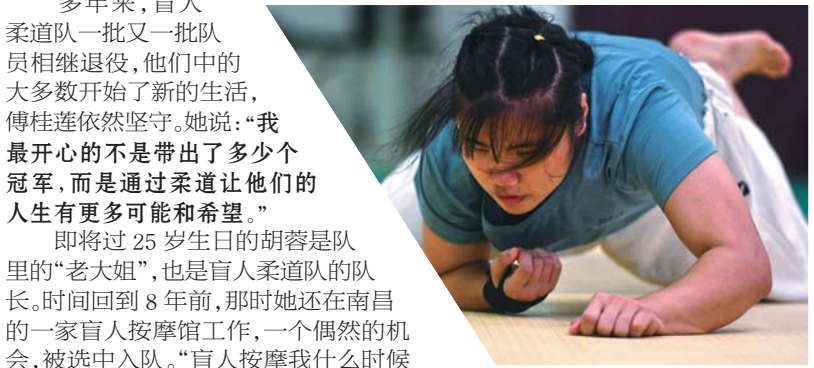 多年来,盲人
柔道队一批又一批队
员相继退役,他们中的
大多数开始了新的生活,
傅桂莲依然坚守。她说:“我
最开心的不是带出了多少个
冠军,而是通过柔道让他们的
人生有更多可能和希望。”
即将过 25 岁生日的胡蓉是队
里的“老大姐”,也是盲人柔道队的队
长。时间回到 8 年前,那时她还在南昌
的一家盲人按摩馆工作,一个偶然的机
会,被选中入队。“盲人按摩我什么时候